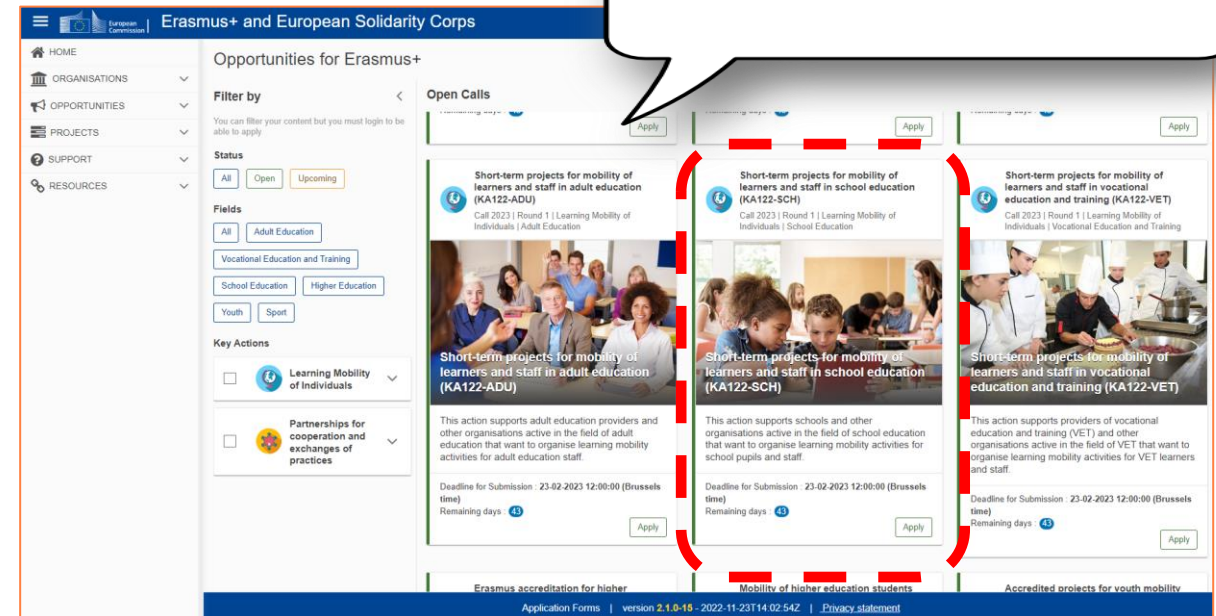 European Commission
Erasmus+ and European Solidarity Corps
HOME
ORGANISATIONS
OPPORTUNITIES
PROJECTS
SUPPORT
RESOURCES
Opportunities for Erasmus+
Filter by
You can filter your content but you must login to be
able to apply
Status
All Open Upcoming
Fields
All Adult Education
Vocational Education and Training
School Education Higher Education
Youth Sport
Key Actions
Learning Mobility
of Individuals
Partnerships for
cooperation and
exchanges of
practices
Open Calls
Apply
Apply
Apply
Short-term projects for mobility of
learners and staff in adult education
(KA122-ADU)
Call 2023 | Round 1 | Learning Mobility of
Individuals | Adult Education
Short-term projects for mobility of
learners and staff in adult education
(KA122-ADU)
This action supports adult education providers and
other organisations active in the field of adult
education that want to organise learning mobility
activities for adult education staff.
Deadline for Submission : 23-02-2023 12:00:00 (Brussels
time)
Remaining days : 43
Apply
Short-term projects for mobility of
learners and staff in school education
(KA122-SCH)
Call 2023 | Round 1 | Learning Mobility of
Individuals | School Education
Short-term projects for mobility of
learners and staff in school education
(KA122-SCH)
This action supports schools and other
organisations active in the field of school education
that want to organise learning mobility activities for
school pupils and staff.
Deadline for Submission : 23-02-2023 12:00:00 (Brussels
time)
Remaining days : 43
Apply
Short-term projects for mobility of
learners and staff in vocational
education and training (KA122-VET)
Call 2023 | Round 1 | Learning Mobility of
Individuals | Vocational Education and Training
Short-term projects for mobility of
learners and staff in vocational
education and training (KA122-VET)
This action supports providers of vocational
education and training (VET) and other
organisations active in the field of VET that want to
organise learning mobility activities for VET learners
and staff.
Deadline for Submission : 23-02-2023 12:00:00 (Brussels
time)
Remaining days : 43
Apply
Erasmus accreditation for higher
Mobility of higher education students
Accredited projects for youth mobility
Application Forms | version 2.1.0-15 - 2022-11-23T14:02:54Z | Privacy statement